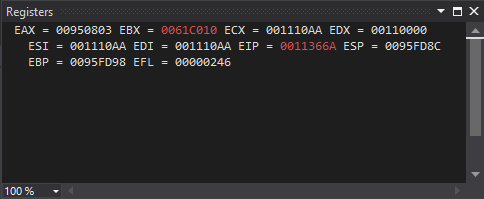 Registers
EAX = 00950803 EBX = 0061C010 ECX = 001110AA EDX = 00110000
ESI = 001110AA EDI = 001110AA EIP = 0011366A ESP = 0095FD8C
EBP = 0095FD98 EFL = 00000246
100 %